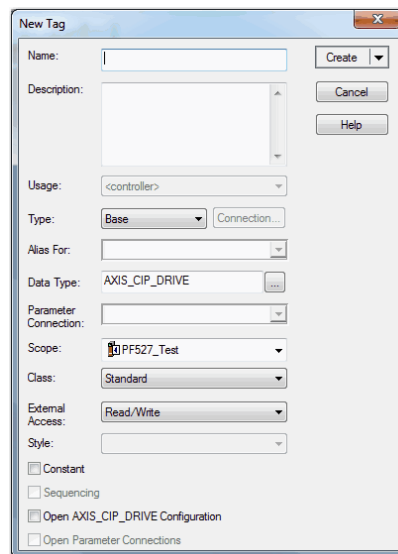 New Tag
Name:
Create
Description:
Cancel
Help
Usage:
<controller>
Type:
Base
Connection...
Alias For:
Data Type:
AXIS_CIP_DRIVE
...
Parameter
Connection:
Scope:
PF527_Test
Class:
Standard
External
Access:
Read/Write
Style:
Constant
Sequencing
Open AXIS_CIP_DRIVE Configuration
Open Parameter Connections